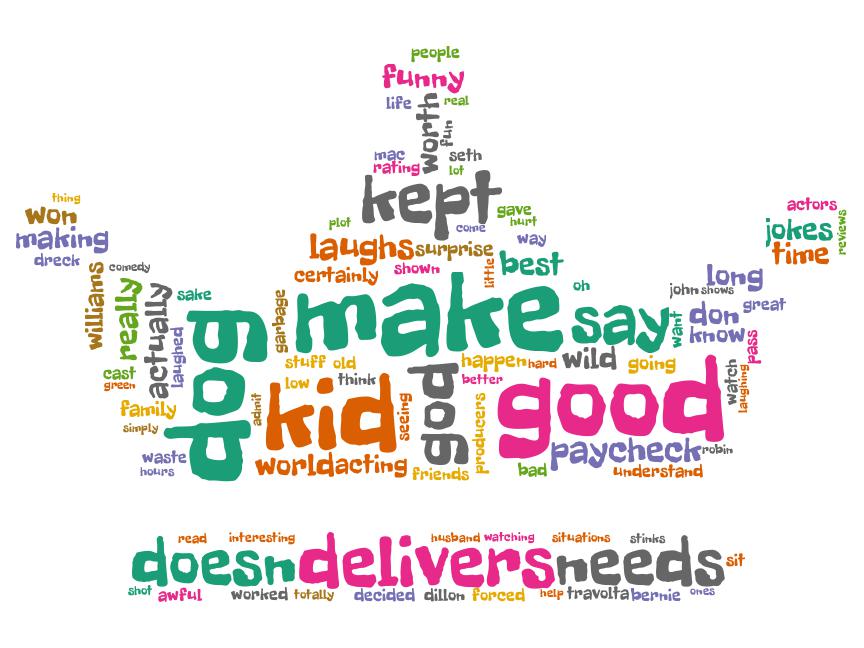 people
funny
life real
worth fun
mac seth
rating lot
kept
thing
won
making
dreck
actors
jokes
time
reviews
plot come gave
hurt
way
laughs surprise
certainly shown little best
comedy
williams really actually sake
laughed
garbage
make
oh
say
want
john shows
long
don great
know
pass
dog
stuff old
happen hard wild going
cast
green
low think
god better
watch
laughing
family
simply
admit
kid
seeing
producers
good
waste
hours
world acting
friends
bad
paycheck robin
understand
read interesting husband watching situations stinks
doesn delivers needs sit
shot awful worked totally decided dillon forced help travolta bernie ones